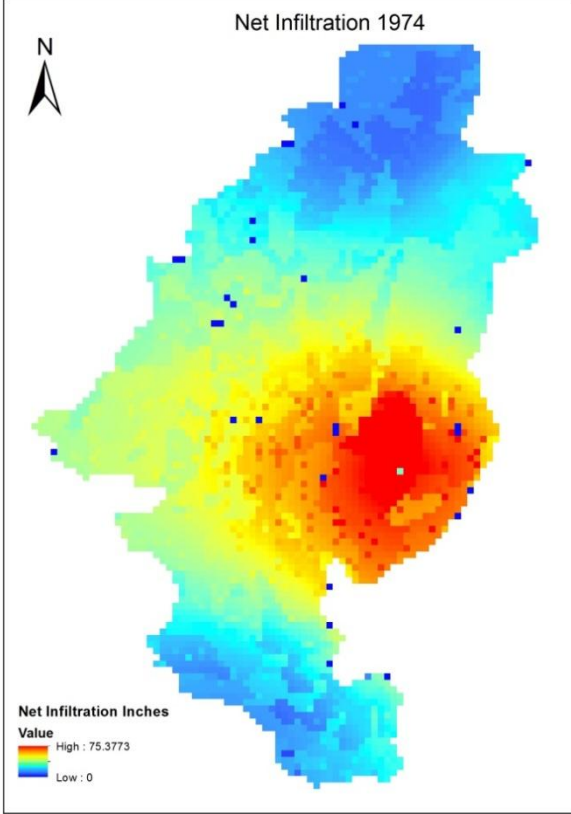 Net Infiltration 1974
N
Net Infiltration Inches
Value
High : 75.3773
Low : 0